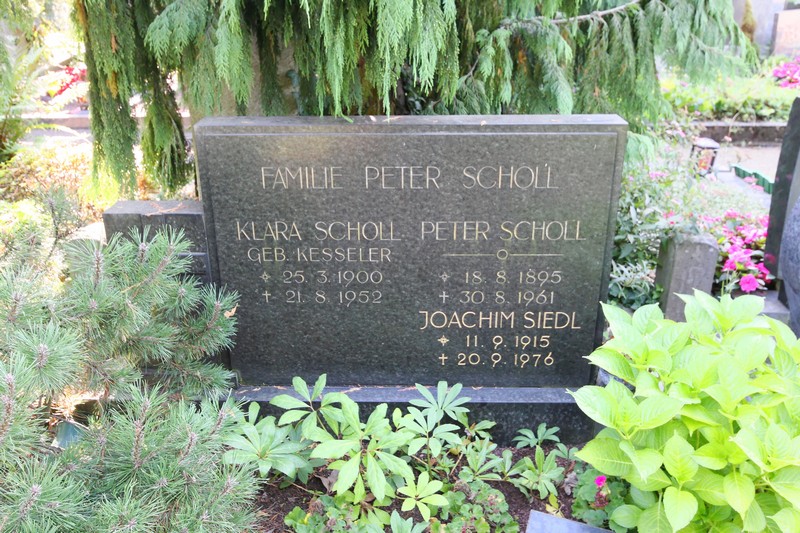 FAMILIE PETER SCHOLL
KLARA SCHOLL
GEB. KESSELER
25. 3. 1900
† 21. 8. 1952
PETER SCHOLL
18. 8. 1895
† 30. 8. 1961
JOACHIM SIEDL
11. 9. 1915
† 20. 9. 1976